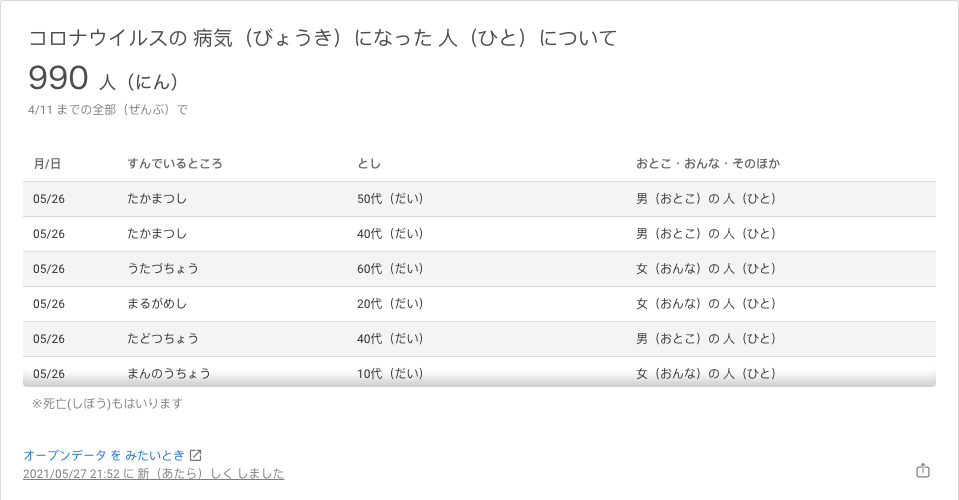 コロナウイルスの 病気（びょうき）になった 人（ひと）について
990 人（にん）
4/11 までの全部（ぜんぶ）で
月/日 すんでいるところ とし おとこ・おんな・そのほか
05/26 たかまつし 50代（だい） 男（おとこ）の 人（ひと）
05/26 たかまつし 40代（だい） 男（おとこ）の 人（ひと）
05/26 うたづちょう 60代（だい） 女（おんな）の 人（ひと）
05/26 まるがめし 20代（だい） 女（おんな）の 人（ひと）
05/26 たどつちょう 40代（だい） 男（おとこ）の 人（ひと）
05/26 まんのうちょう 10代（だい） 女（おんな）の 人（ひと）
※死亡(しぼう)もはいります
オープンデータ を みたいとき
2021/05/27 21:52 に 新（あたら）しく しました